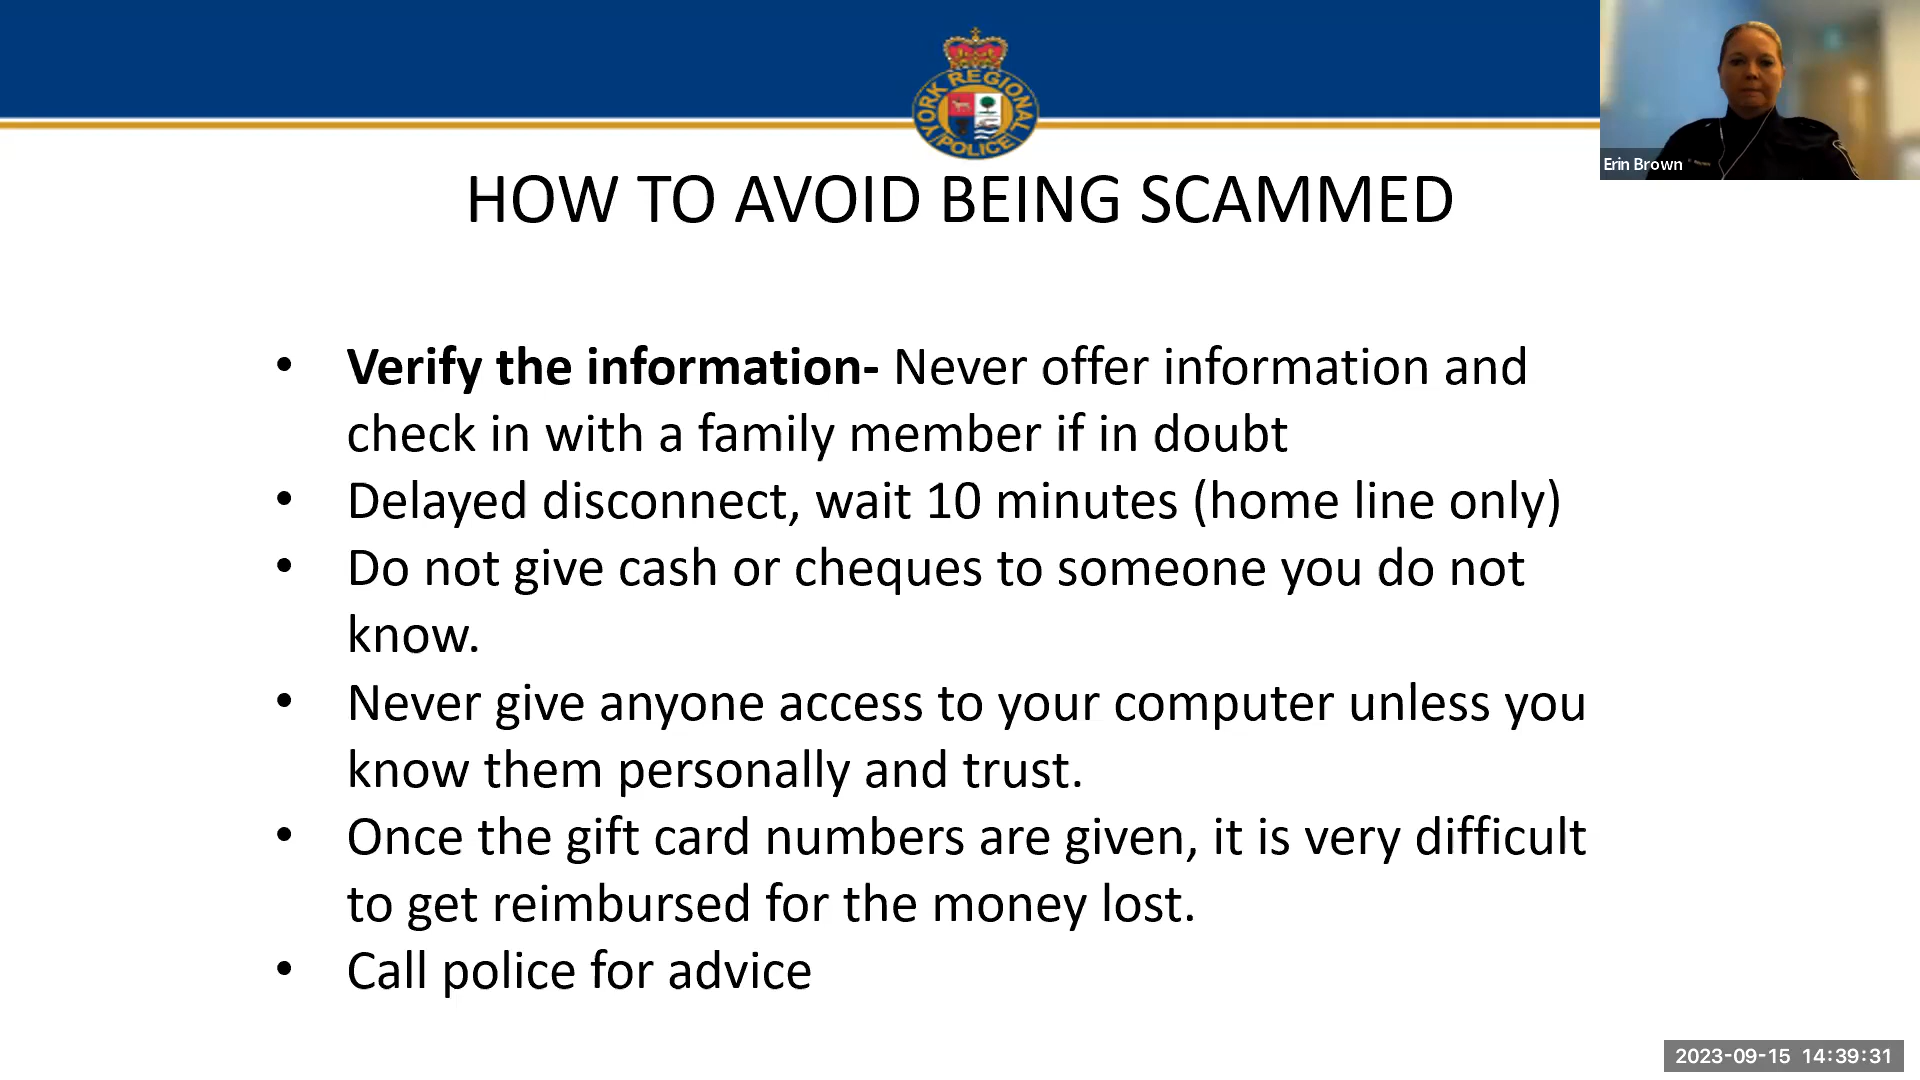 YORK REGIONAL
POLICE
Erin Brown
HOW TO AVOID BEING SCAMMED
• Verify the information- Never offer information and
check in with a family member if in doubt
• Delayed disconnect, wait 10 minutes (home line only)
• Do not give cash or cheques to someone you do not
know.
• Never give anyone access to your computer unless you
know them personally and trust.
• Once the gift card numbers are given, it is very difficult
to get reimbursed for the money lost.
• Call police for advice
2023-09-15 14:39:31